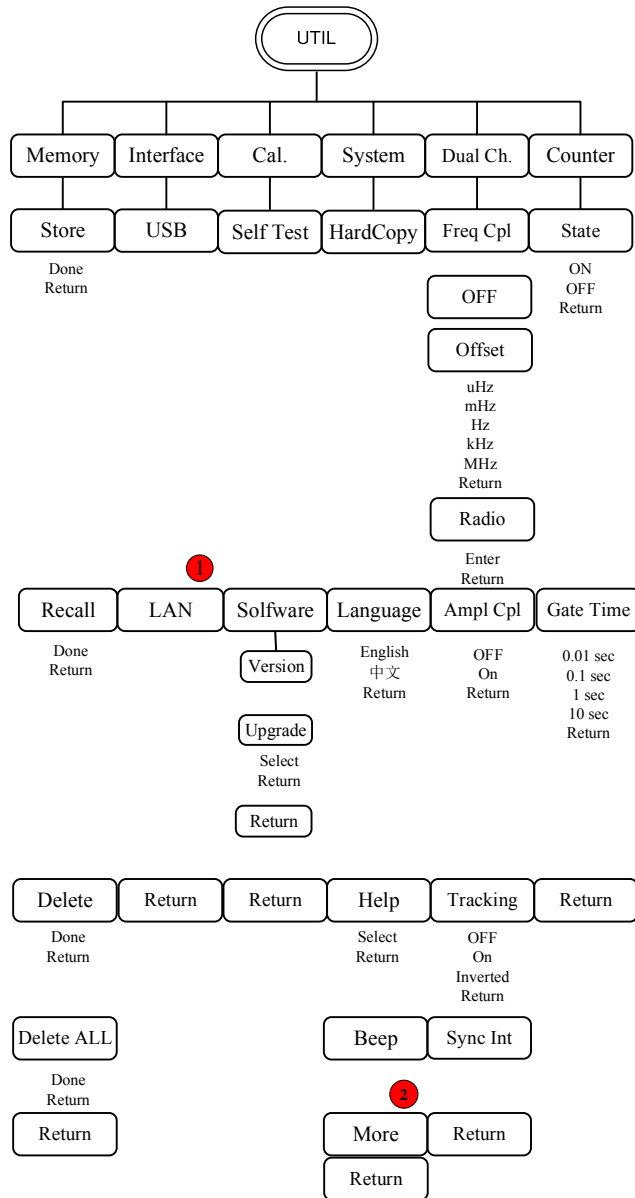 UTIL
Memory Interface Cal. System Dual Ch. Counter
Store USB Self Test HardCopy Freq Cpl State
Done
Return
ON
OFF
Return
OFF
Offset
uHz
mHz
Hz
kHz
MHz
Return
Radio
Enter
Return
1
Recall LAN Solfware Language Ampl Cpl Gate Time
Done
Return
Version
Upgrade
Select
Return
Return
English
中文
Return
OFF
On
Return
0.01 sec
0.1 sec
1 sec
10 sec
Return
Delete Return Return Help Tracking Return
Done
Return
Select
Return
OFF
On
Inverted
Return
Delete ALL Beep Sync Int
Done
Return
2
Return More Return
Return